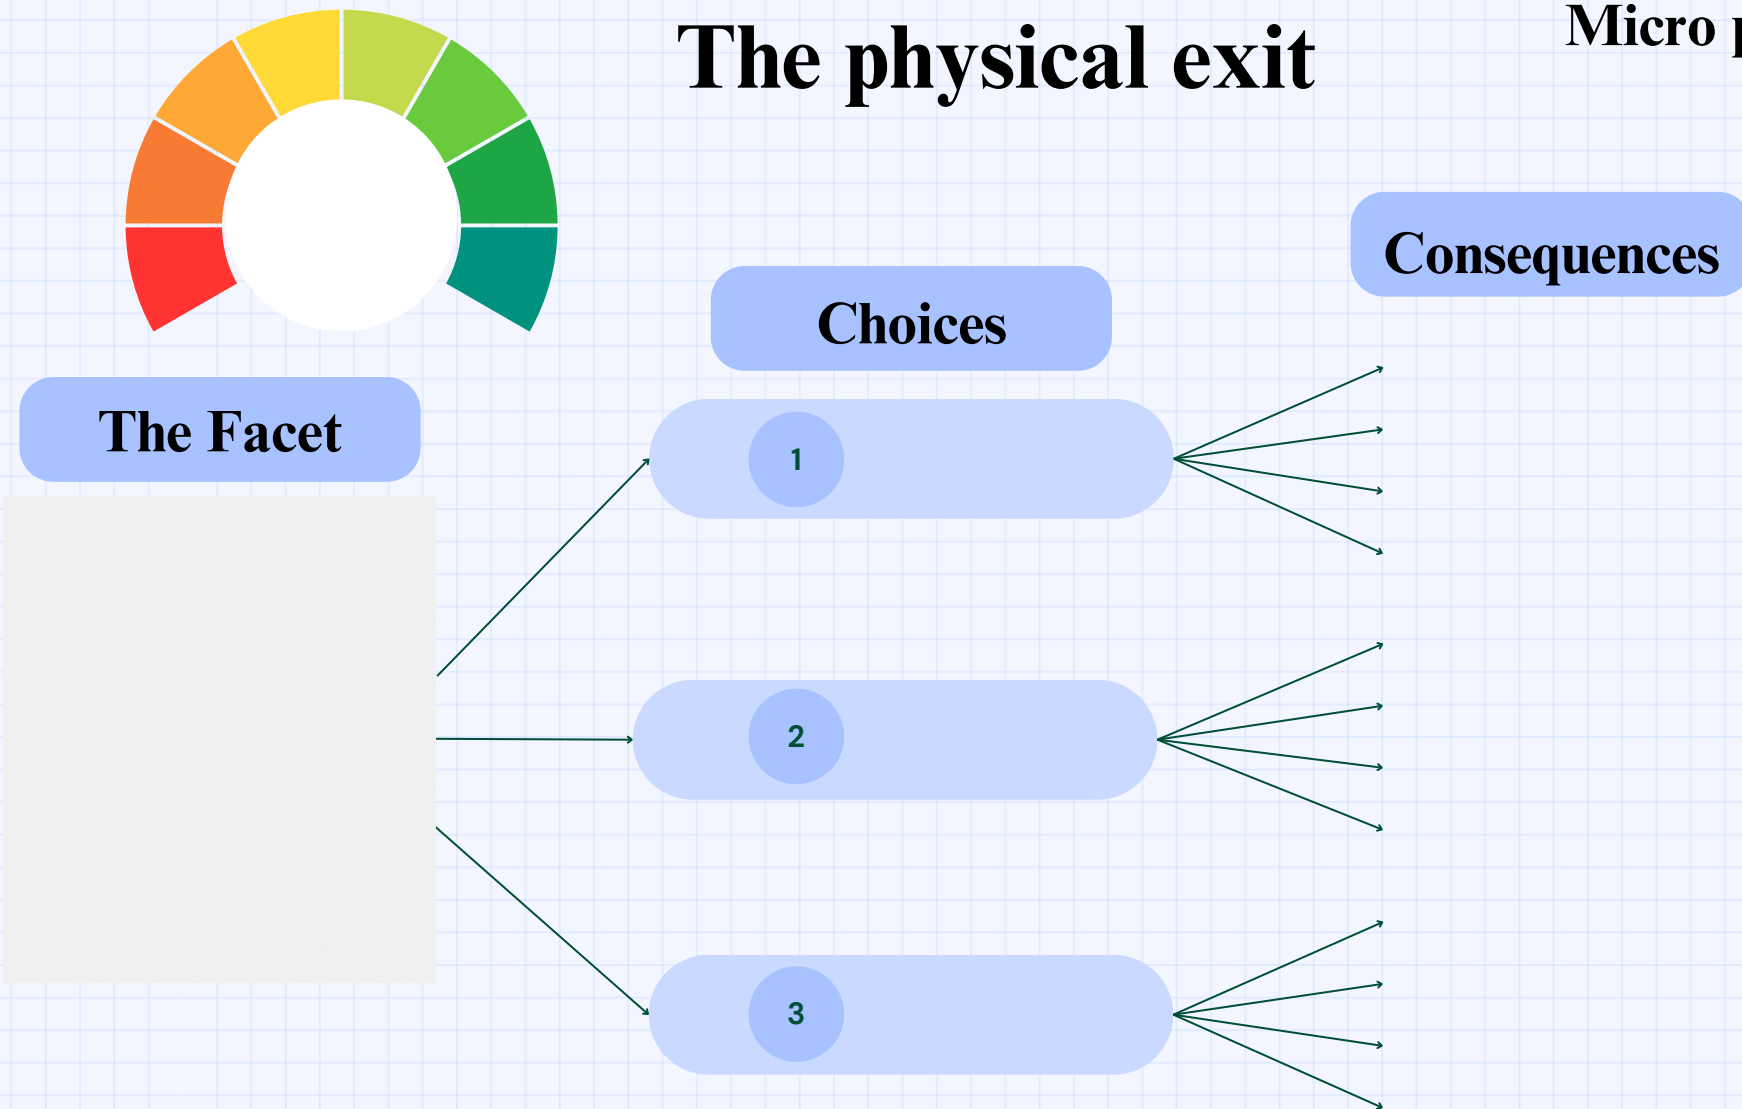 The physical exit
Micro
Consequences
Choices
The Facet
1
2
3